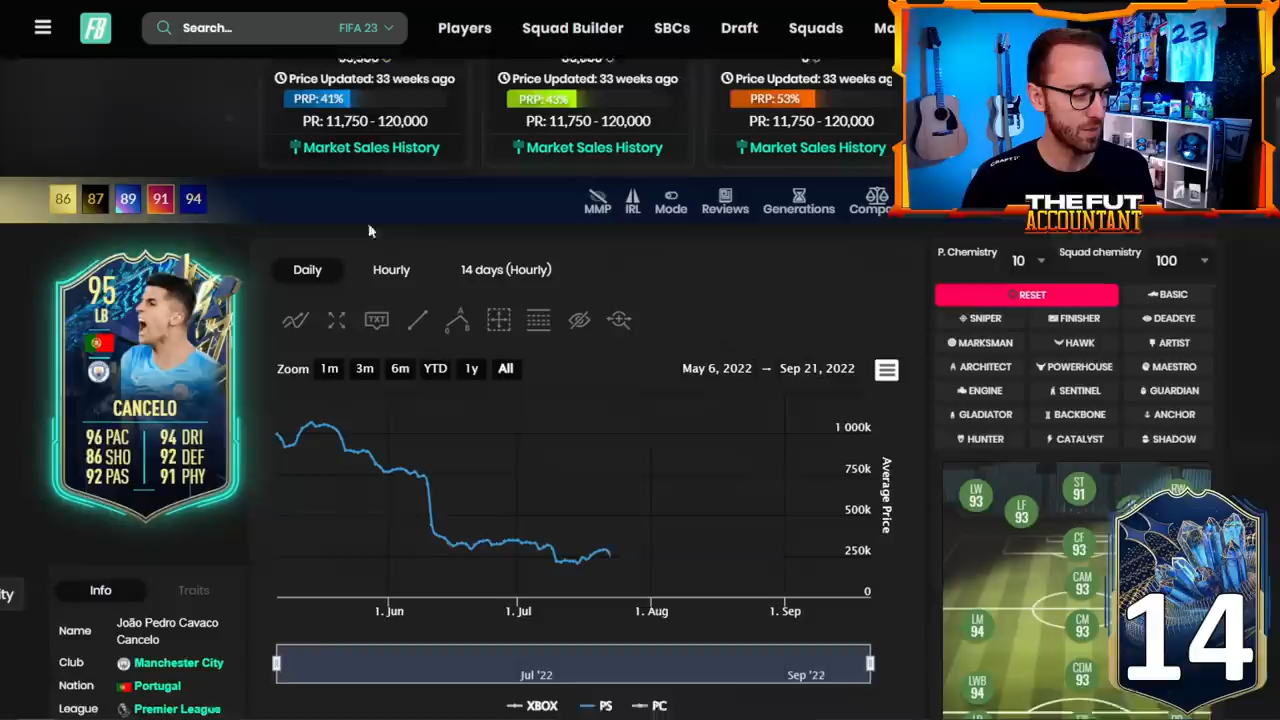 FB
Search...
FIFA 23
Players
Squad Builder
SBCs
Draft
Squads
Ma
Price Updated: 33 weeks ago
Price Updated: 33 weeks ago
Price Updated: 33 weeks ago
PRP: 41%
PRP: 43%
PRP: 53%
PR: 11,750 - 120,000
PR: 11,750 - 120,000
PR: 11,750 - 120,000
Market Sales History
Market Sales History
Market Sales History
23
THE FUT
ACCOUNTANT
86
87
89
91
94
MMP
IRL
Mode
Reviews
Generations
Compa
95
LB
CANCELO
96 PAC
94 DRI
86 SHO
92 DEF
92 PAS
91 PHY
Daily
Hourly
14 days (Hourly)
TXT
Zoom
1m
3m
6m
YTD
1y
All
May 6, 2022 → Sep 21, 2022
1 000k
750k
500k
250k
0
Average Price
1. Jun
1. Jul
1. Aug
1. Sep
Jul '22
Sep '22
XBOX
PS
PC
P. Chemistry
10
Squad chemistry
100
RESET
BASIC
SNIPER
FINISHER
DEADEYE
MARKSMAN
HAWK
ARTIST
ARCHITECT
POWERHOUSE
MAESTRO
ENGINE
SENTINEL
GUARDIAN
GLADIATOR
BACKBONE
ANCHOR
HUNTER
CATALYST
SHADOW
LW
93
LF
93
ST
91
RW
CF
93
CAM
93
LM
94
CM
93
CDM
93
LWB
94
14
ity
Info
Traits
Name
João Pedro Cavaco
Cancelo
Club
Manchester City
Nation
Portugal
League
Premier League